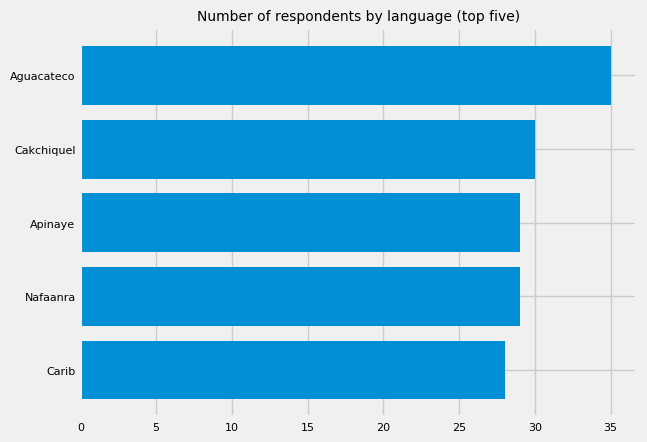 Number of respondents by language (top five)
Aguacateco
Cakchiquel
Apinaye
Nafaanra
Carib
0 5 10 15 20 25 30 35